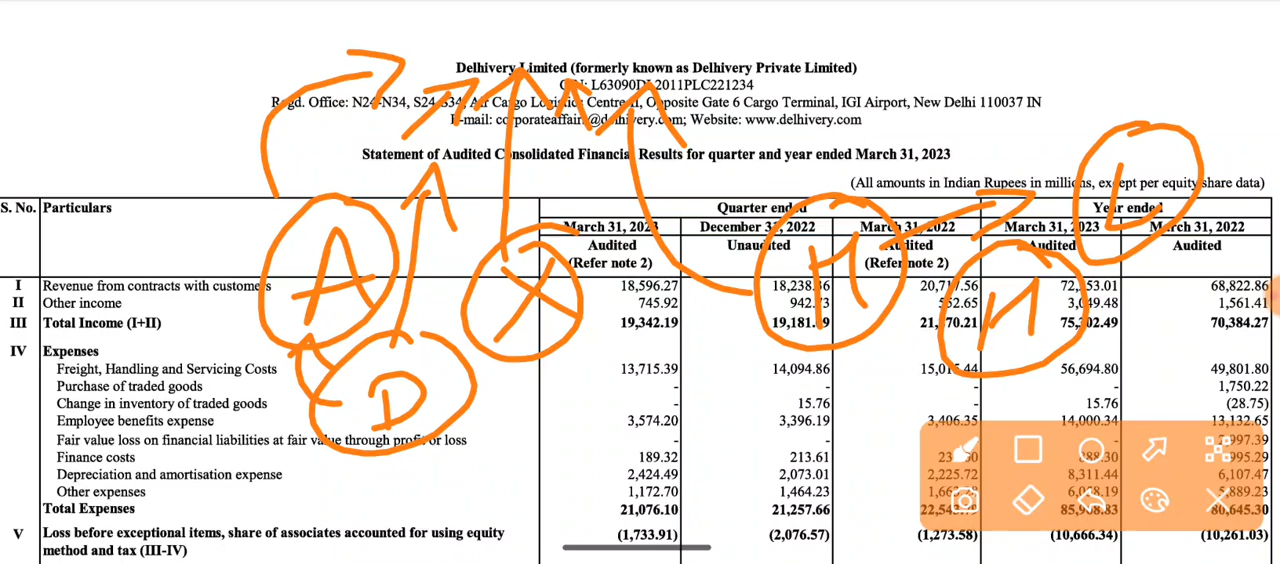 Delhivery Limited (formerly known as Delhivery Private Limited)
L63090DL2011PLC221234
Regd. Office: N24-N34, S24-S34, Air Cargo Logistics Centre-II, Opposite Gate 6 Cargo Terminal, IGI Airport, New Delhi 110037 IN
E-mail: corporateaffairs@delhivery.com; Website: www.delhivery.com
Statement of Audited Consolidated Financial Results for quarter and year ended March 31, 2023
(All amounts in Indian Rupees in millions, except per equity share data)
S. No. Particulars Quarter ended Year ended
March 31, 2023 December 31, 2022 March 31, 2022 March 31, 2023 March 31, 2022
Audited Unaudited Audited Audited Audited
(Refer note 2) (Refer note 2)
I Revenue from contracts with customers 18,596.27 68,822.86
II Other income 745.92 1,561.41
III Total Income (I+II) 19,342.19 70,384.27
IV Expenses
Freight, Handling and Servicing Costs 13,715.39 14,094.86 56,694.80 49,801.80
Purchase of traded goods - - - - 1,750.22
Change in inventory of traded goods - 15.76 - 15.76 (28.75)
Employee benefits expense 3,574.20 3,396.19 3,406.35 14,000.34 13,132.65
Fair value loss on financial liabilities at fair value through profit or loss - - - -
Finance costs 189.32 213.61
Depreciation and amortisation expense 2,424.49 2,073.01 2,225.72 8,311.44 6,107.47
Other expenses 1,172.70 1,464.23
Total Expenses 21,076.10 21,257.66 80,645.30
V Loss before exceptional items, share of associates accounted for using equity (1,733.91) (2,076.57) (1,273.58) (10,666.34) (10,261.03)
method and tax (III-IV)
A
D
X
M
M
L